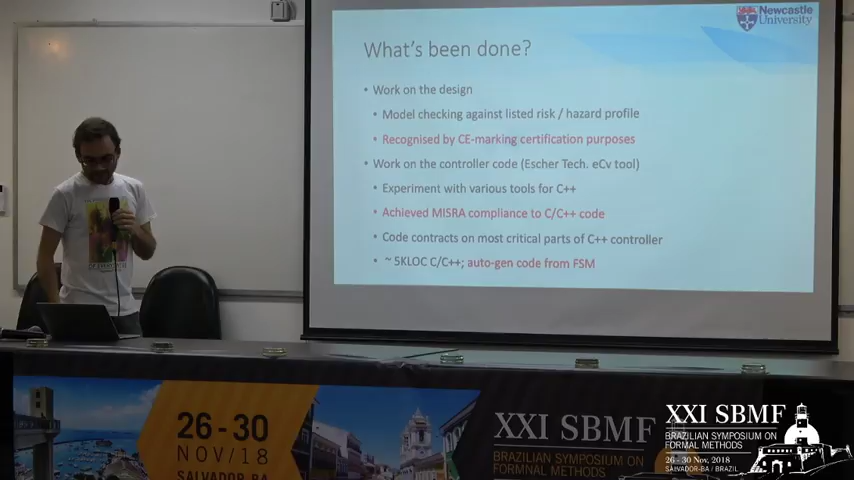 Newcastle
University
What's been done?
• Work on the design
• Model checking against listed risk / hazard profile
• Recognised by CE-marking certification purposes
• Work on the controller code (Escher Tech. eCv tool)
• Experiment with various tools for C++
• Achieved MISRA compliance to C/C++ code
• Code contracts on most critical parts of C++ controller
• ~ 5KLOC C/C++; auto-gen code from FSM
26-30
NOV/18
SALVADOR-BA
XXI SBMF
BRAZILIAN SYMPOSIUM ON
FORMNAL METHODS
XXI SBMF
BRAZILIAN SYMPOSIUM ON
FORMAL METHODS
26 - 30 Nov, 2018
SALVADOR-BA / BRAZIL